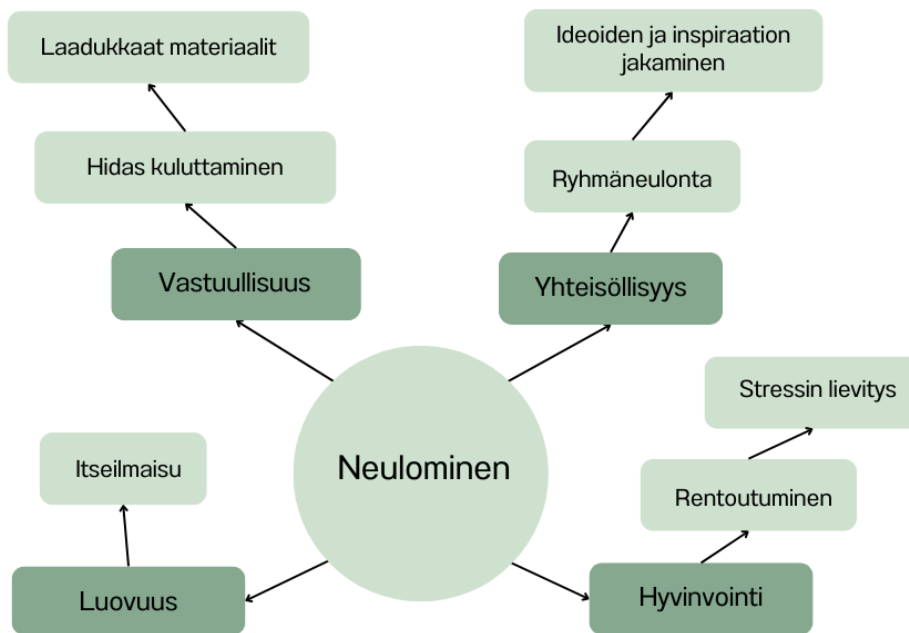 Laadukkaat materiaalit
Ideoiden ja inspiraation
jakaminen
Hidas kuluttaminen
Ryhmäneulonta
Vastuullisuus
Yhteisöllisyys
Stressin lievitys
Neulominen
Itseilmaisu
Rentoutuminen
Luovuus
Hyvinvointi